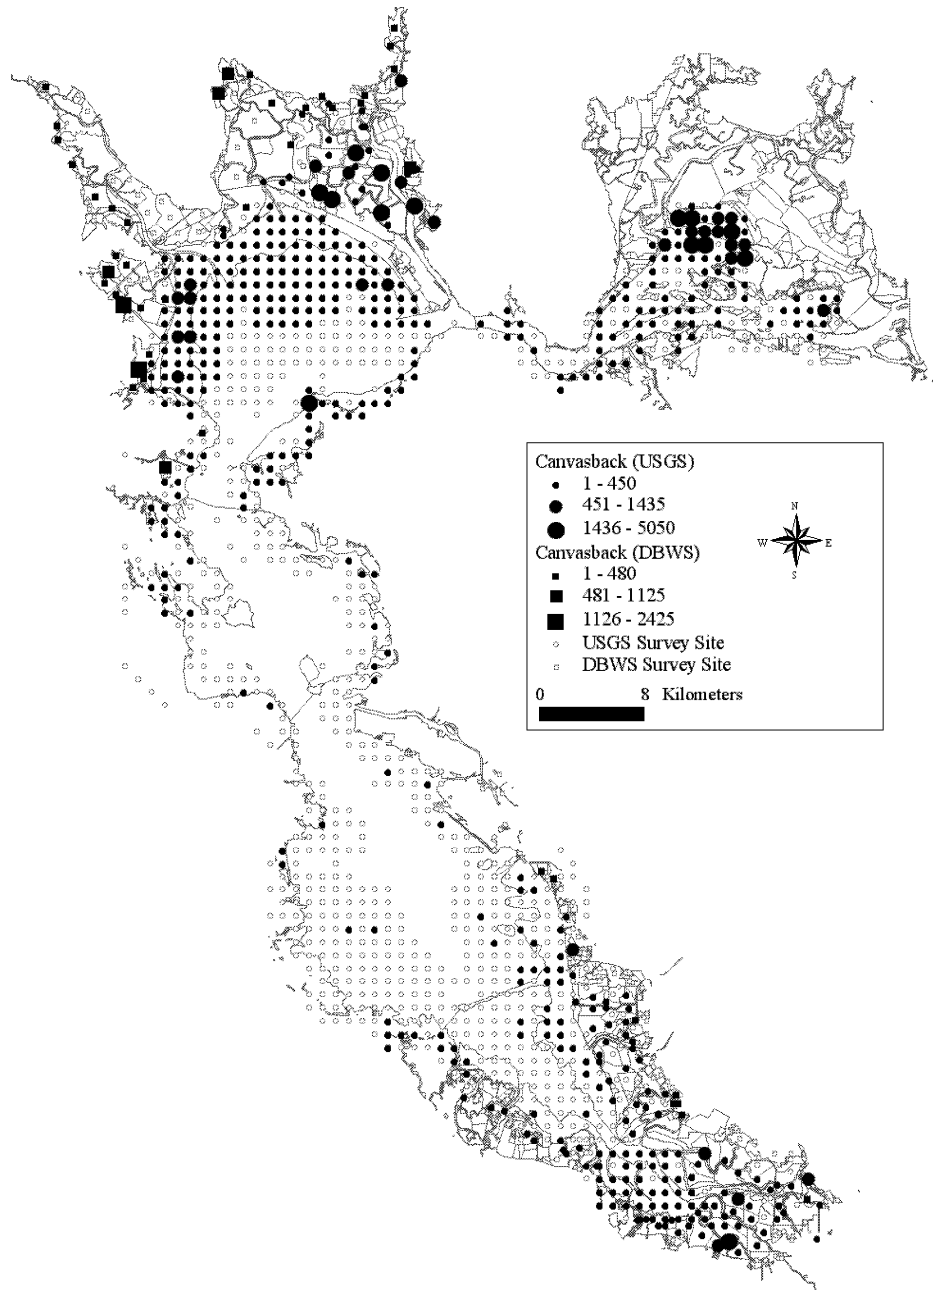 Canvasback (USGS)
1 - 450
451 - 1435
1436 - 5050
Canvasback (DBWS)
1 - 480
481 - 1125
1126 - 2425
USGS Survey Site
DBWS Survey Site
0 8 Kilometers
N
W E
S